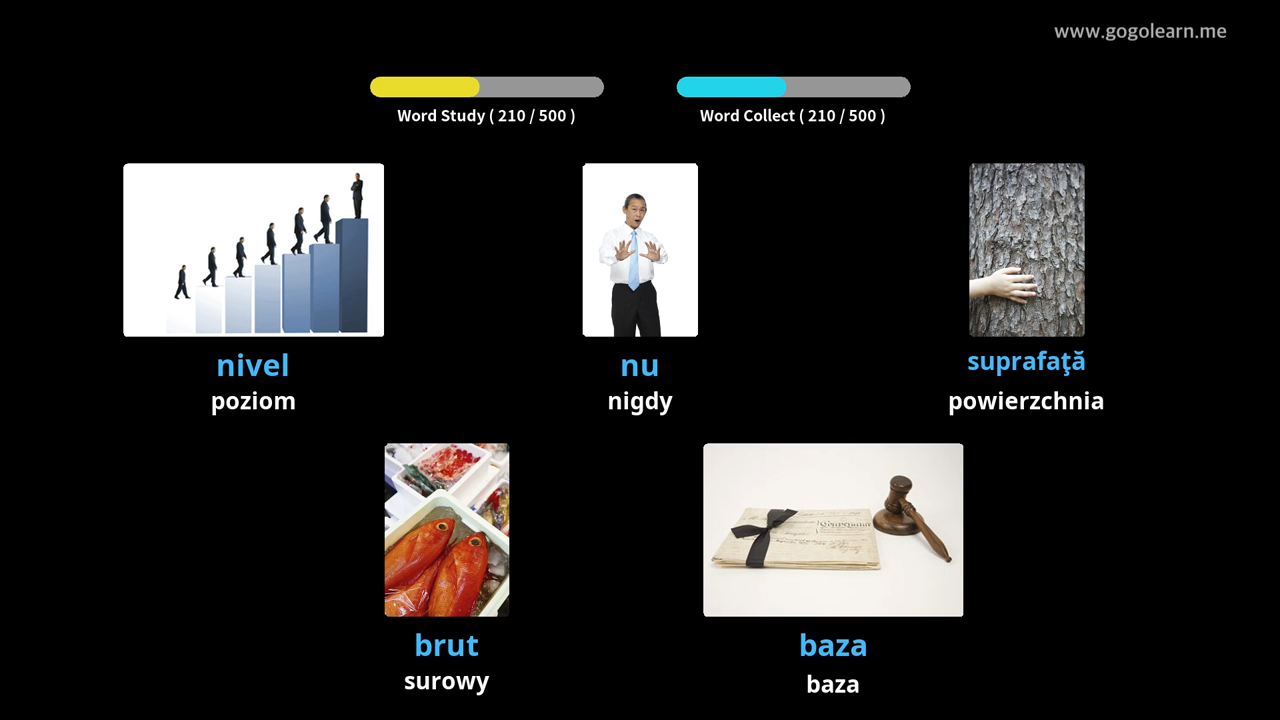 www.gogolearn.me
Word Study ( 210 / 500 )
Word Collect ( 210 / 500 )
nivel
poziom
nu
nigdy
suprafaţă
powierzchnia
brut
surowy
baza
baza